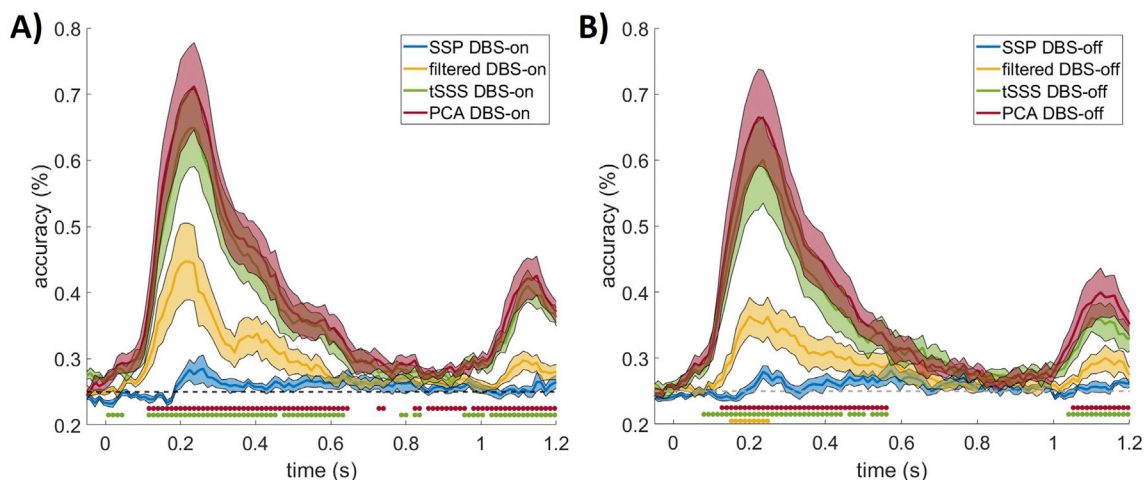 A)
0.8
0.7
0.6
0.5
0.4
0.3
0.2
accuracy (%)
0
0.2
0.4
0.6
0.8
1
1.2
time (s)
SSP DBS-on
filtered DBS-on
tSSS DBS-on
PCA DBS-on
B)
0.8
0.7
0.6
0.5
0.4
0.3
0.2
accuracy (%)
0
0.2
0.4
0.6
0.8
1
1.2
time (s)
SSP DBS-off
filtered DBS-off
tSSS DBS-off
PCA DBS-off